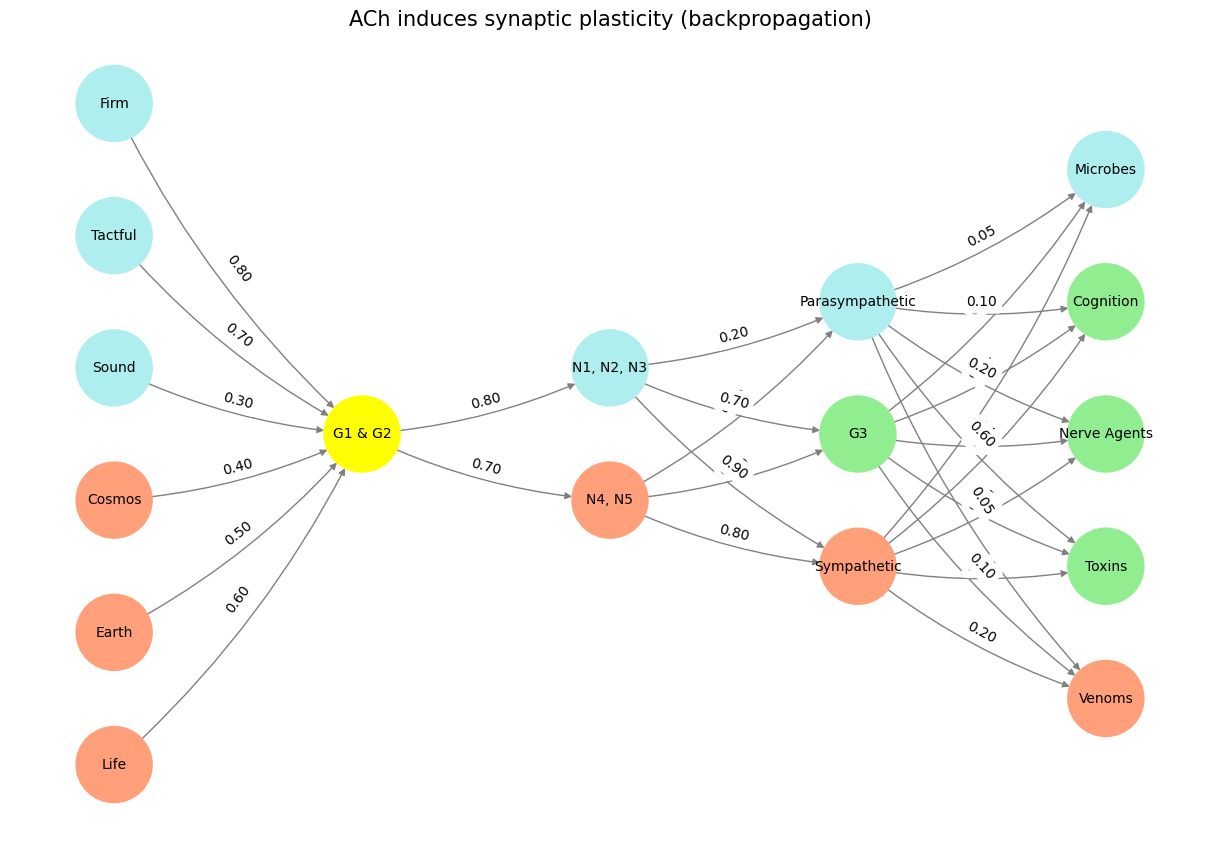 ACh induces synaptic plasticity (backpropagation)
Firm
Tactful
Sound
Cosmos
Earth
Life
0.80
0.70
0.30
0.40
0.50
0.60
G1 & G2
0.80
0.70
N1, N2, N3
N4, N5
0.20
0.70
0.90
0.80
Parasympathetic
G3
Sympathetic
0.05
0.10
0.20
0.60
0.05
0.10
0.20
Microbes
Cognition
Nerve Agents
Toxins
Venoms